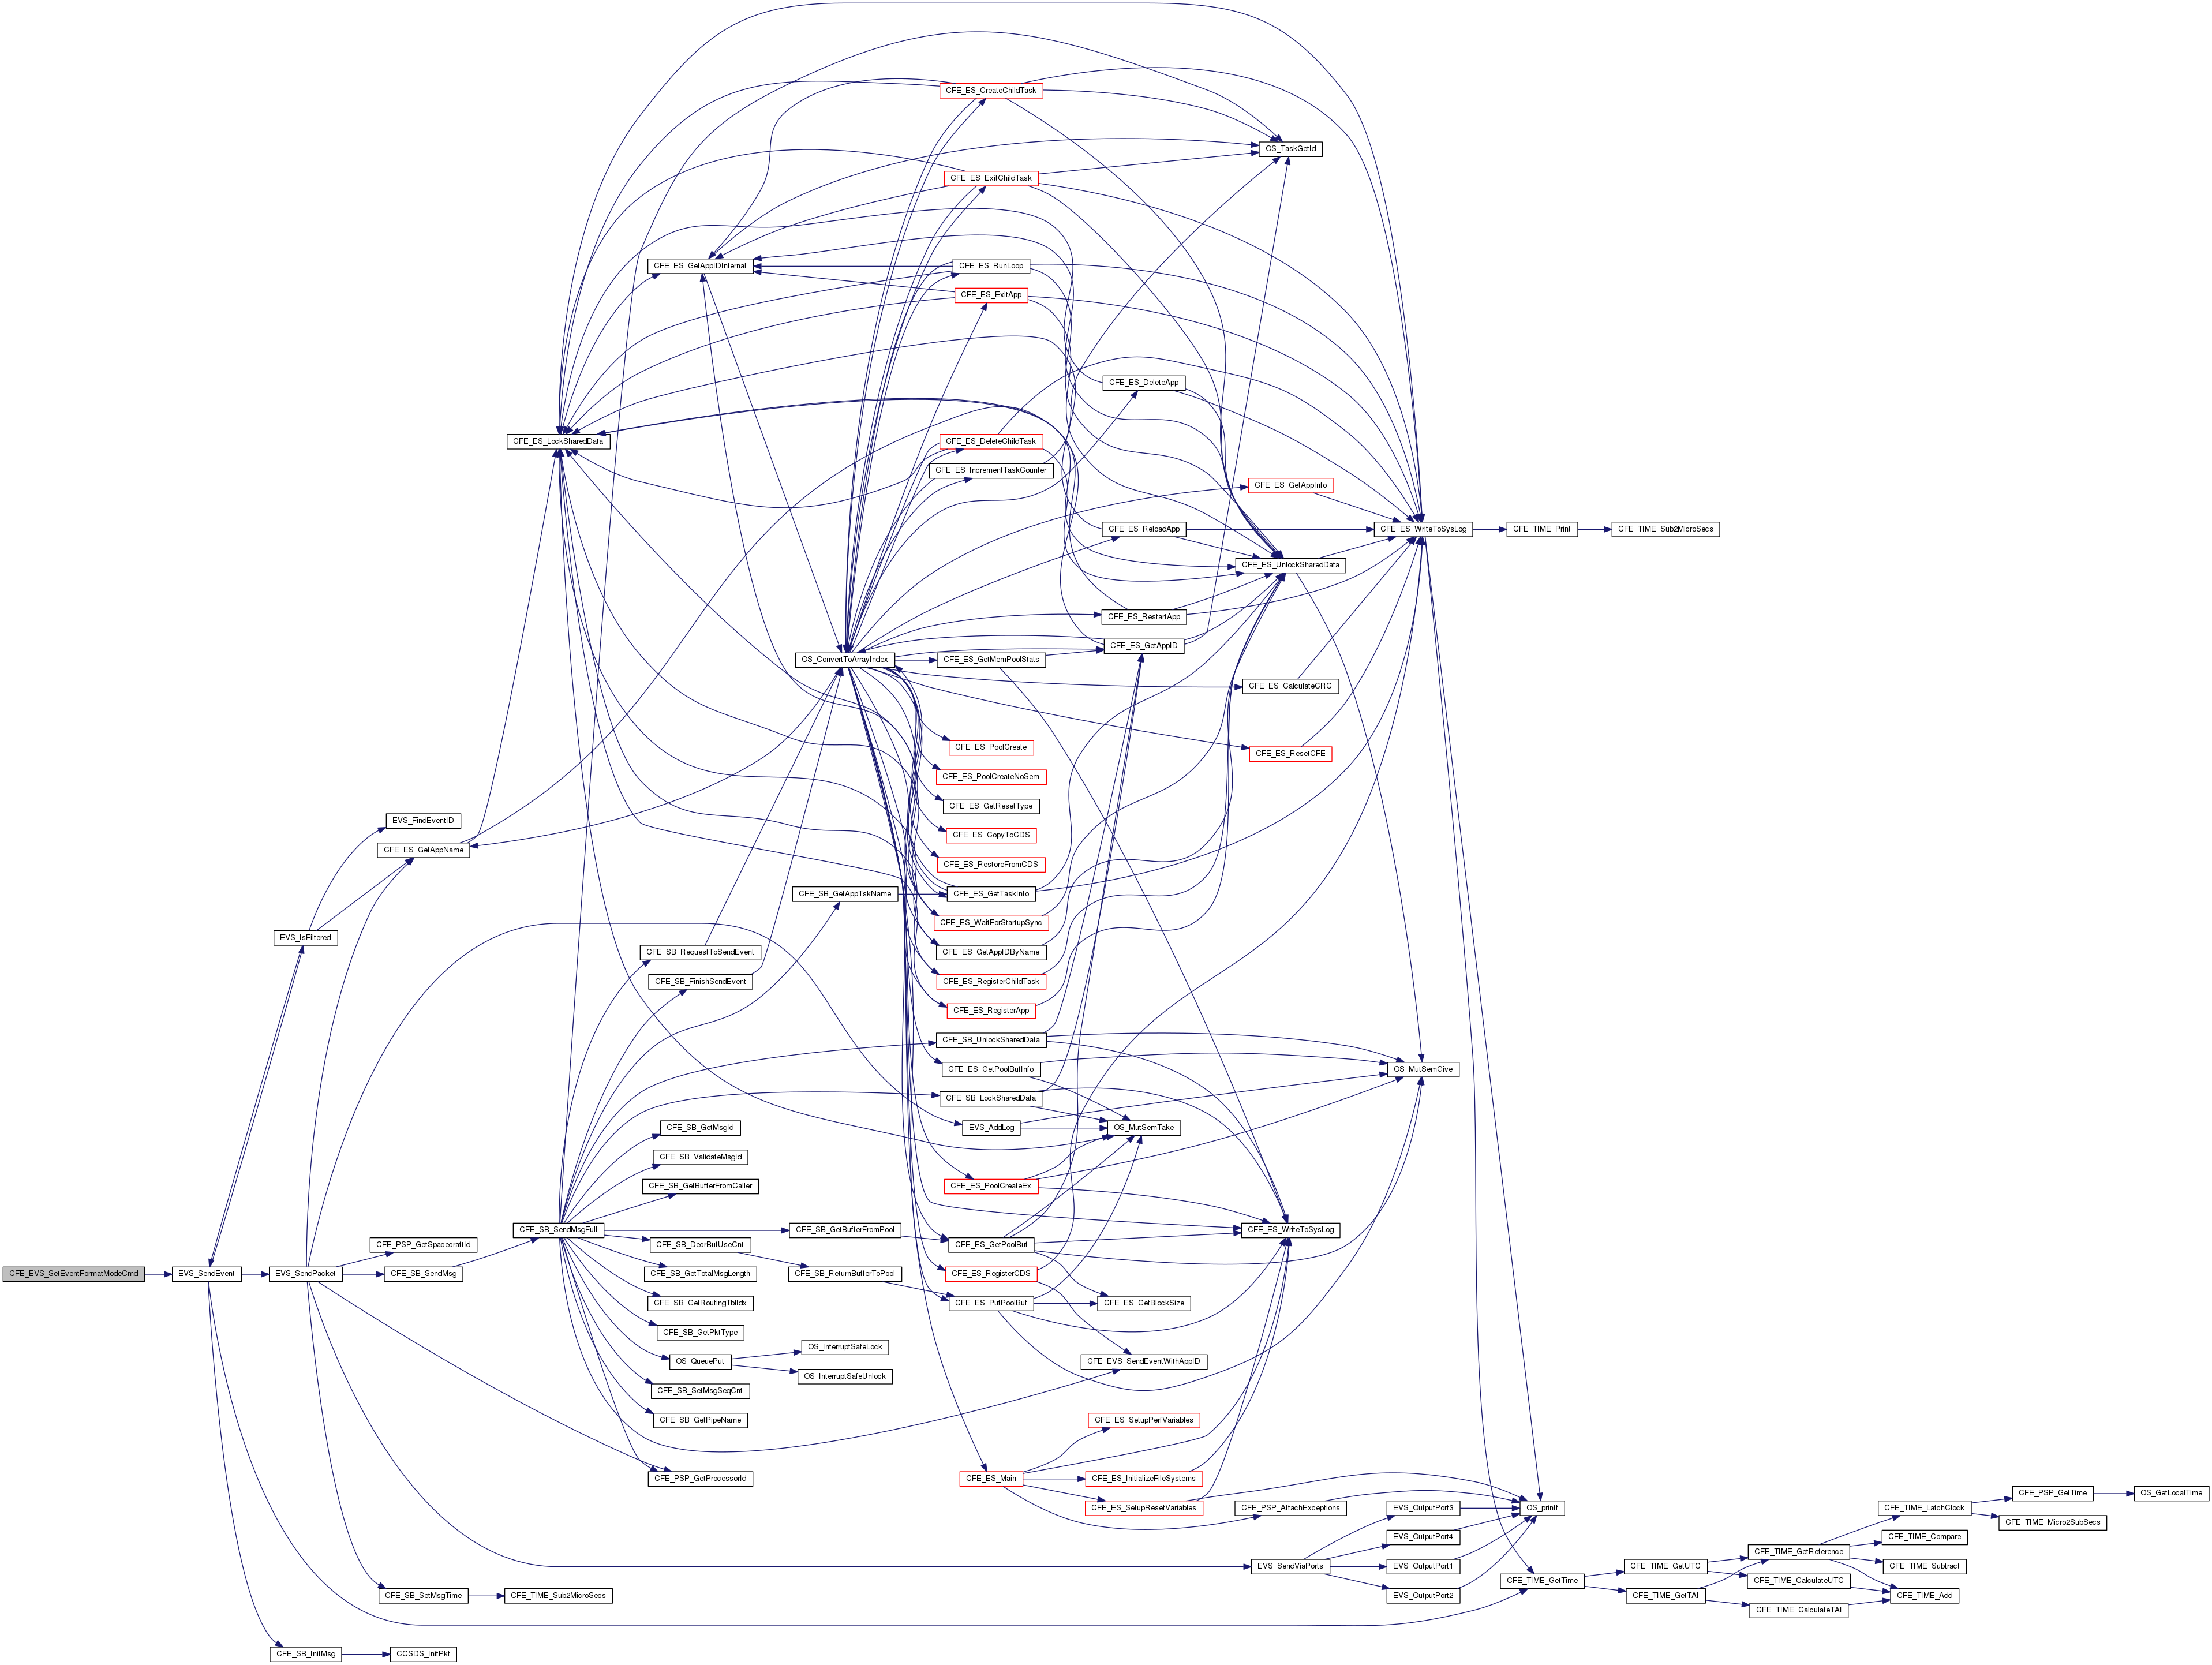 CFE_ES_CreateChildTask
OS_TaskGetId
CFE_ES_ExitChildTask
CFE_ES_GetAppIDInternal
CFE_ES_RunLoop
CFE_ES_ExitApp
CFE_ES_DeleteApp
CFE_ES_LockSharedData
CFE_ES_DeleteChildTask
CFE_ES_IncrementTaskCounter
CFE_ES_GetAppInfo
CFE_ES_ReloadApp
CFE_ES_WriteToSysLog
CFE_TIME_Print
CFE_TIME_Sub2MicroSecs
CFE_ES_UnlockSharedData
CFE_ES_RestartApp
CFE_ES_GetAppID
OS_ConvertToArrayIndex
CFE_ES_GetMemPoolStats
CFE_ES_CalculateCRC
CFE_ES_PoolCreate
CFE_ES_ResetCFE
CFE_ES_PoolCreateNoSem
CFE_ES_GetResetType
EVS_FindEventID
CFE_ES_CopyToCDS
CFE_ES_GetAppName
CFE_ES_RestoreFromCDS
CFE_SB_GetAppTskName
CFE_ES_GetTaskInfo
CFE_ES_WaitForStartupSync
EVS_IsFiltered
CFE_SB_RequestToSendEvent
CFE_ES_GetAppIDByName
CFE_SB_FinishSendEvent
CFE_ES_RegisterChildTask
CFE_ES_RegisterApp
CFE_SB_UnlockSharedData
CFE_ES_GetPoolBufInfo
OS_MutSemGive
CFE_SB_LockSharedData
CFE_SB_GetMsgId
EVS_AddLog
OS_MutSemTake
CFE_SB_ValidateMsgId
CFE_SB_GetBufferFromCaller
CFE_ES_PoolCreateEx
CFE_SB_SendMsgFull
CFE_SB_GetBufferFromPool
CFE_ES_WriteToSysLog
CFE_PSP_GetSpacecraftId
CFE_SB_DecrBufUseCnt
CFE_ES_GetPoolBuf
CFE_EVS_SetEventFormatModeCmd
EVS_SendEvent
EVS_SendPacket
CFE_SB_SendMsg
CFE_SB_GetTotalMsgLength
CFE_SB_ReturnBufferToPool
CFE_ES_RegisterCDS
CFE_SB_GetRoutingTblIdx
CFE_ES_PutPoolBuf
CFE_ES_GetBlockSize
CFE_SB_GetPktType
OS_QueuePut
OS_InterruptSafeLock
CFE_EVS_SendEventWithAppID
OS_InterruptSafeUnlock
CFE_SB_SetMsgSeqCnt
CFE_SB_GetPipeName
CFE_ES_SetupPerfVariables
CFE_PSP_GetProcessorId
CFE_ES_Main
CFE_ES_InitializeFileSystems
CFE_PSP_GetTime
OS_GetLocalTime
CFE_ES_SetupResetVariables
CFE_PSP_AttachExceptions
EVS_OutputPort3
OS_printf
CFE_TIME_LatchClock
CFE_TIME_Micro2SubSecs
EVS_OutputPort4
CFE_TIME_Compare
CFE_TIME_GetReference
EVS_SendViaPorts
EVS_OutputPort1
CFE_TIME_GetUTC
CFE_TIME_Subtract
CFE_TIME_GetTime
CFE_TIME_CalculateUTC
CFE_SB_SetMsgTime
CFE_TIME_Sub2MicroSecs
EVS_OutputPort2
CFE_TIME_GetTAI
CFE_TIME_Add
CFE_TIME_CalculateTAI
CFE_SB_InitMsg
CCSDS_InitPkt